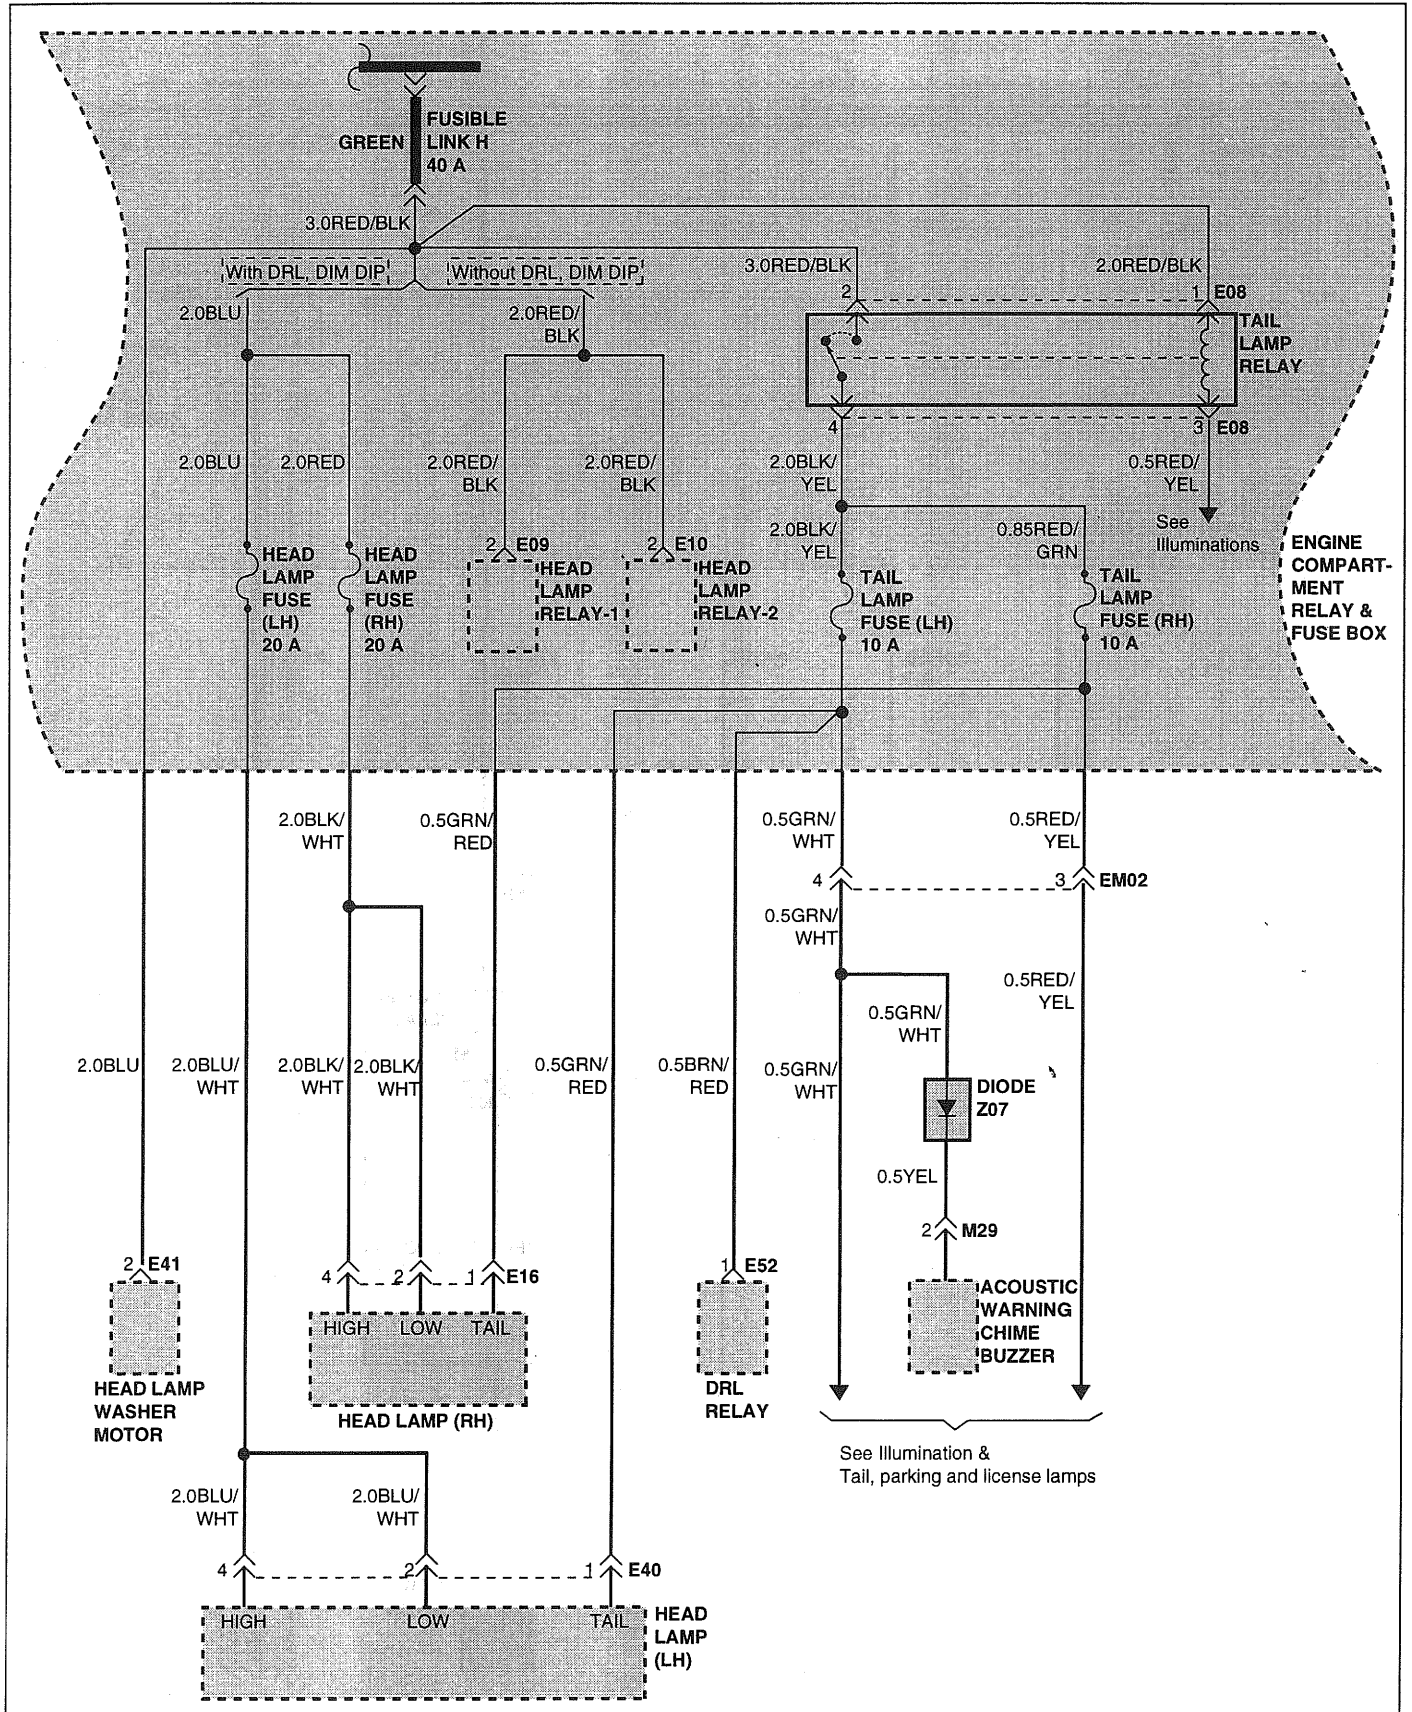 FUSIBLE
GREEN LINK H
40 A
3.0RED/BLK
With DRL, DIM DIP
Without DRL, DIM DIP
3.0RED/BLK
2.0RED/BLK
2.0BLU
2.0RED/
BLK
2
1 E08
TAIL
LAMP
RELAY
4
3 E08
2.0BLU
2.0RED
2.0RED/
BLK
2.0RED/
BLK
2.0BLK/
YEL
0.5RED/
YEL
See
Illuminations
2.0BLK/
YEL
0.85RED/
GRN
ENGINE
COMPART-
MENT
RELAY &
FUSE BOX
HEAD
LAMP
FUSE
(LH)
20 A
HEAD
LAMP
FUSE
(RH)
20 A
2 E09
HEAD
LAMP
RELAY-1
2 E10
HEAD
LAMP
RELAY-2
TAIL
LAMP
FUSE (LH)
10 A
TAIL
LAMP
FUSE (RH)
10 A
2.0BLK/
WHT
0.5GRN/
RED
0.5GRN/
WHT
0.5RED/
YEL
4
3 EM02
0.5GRN/
WHT
0.5RED/
YEL
0.5GRN/
WHT
2.0BLU
2.0BLU/
WHT
2.0BLK/
WHT
2.0BLK/
WHT
0.5GRN/
RED
0.5BRN/
RED
0.5GRN/
WHT
DIODE
Z07
0.5YEL
2 M29
2 E41
4
2
1 E16
1 E52
ACOUSTIC
WARNING
CHIME
BUZZER
HIGH
LOW
TAIL
HEAD LAMP
WASHER
MOTOR
HEAD LAMP (RH)
DRL
RELAY
See Illumination &
Tail, parking and license lamps
2.0BLU/
WHT
2.0BLU/
WHT
4
2
1 E40
HIGH
LOW
TAIL
HEAD
LAMP
(LH)